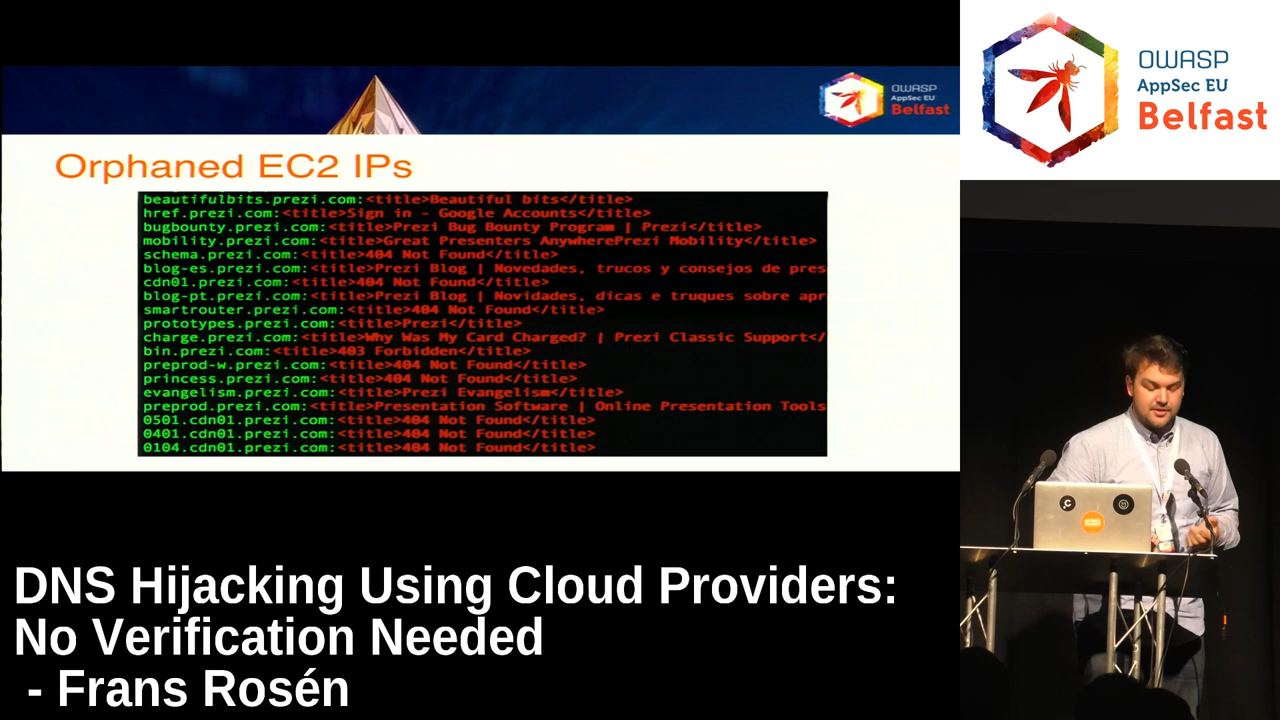 OWASP
AppSec EU
Belfast
OWASP
AppSec EU
Belfast
Orphaned EC2 IPs
beautifulbits.prezi.com:<title>Beautiful bits</title>
href.prezi.com:<title>Sign in - Google Accounts</title>
bugbounty.prezi.com:<title>Prezi Bug Bounty Program | Prezi</title>
mobility.prezi.com:<title>Great Presenters AnywherePrezi Mobility</title>
schema.prezi.com:<title>404 Not Found</title>
blog-es.prezi.com:<title>Prezi Blog | Novedades, trucos y consejos de pres
cdn01.prezi.com:<title>404 Not Found</title>
blog-pt.prezi.com:<title>Prezi Blog | Novidades, dicas e truques sobre apr
smartrouter.prezi.com:<title>404 Not Found</title>
prototypes.prezi.com:<title>Prezi</title>
charge.prezi.com:<title>Why Was My Card Charged? | Prezi Classic Support</
bin.prezi.com:<title>403 Forbidden</title>
preprod-w.prezi.com:<title>404 Not Found</title>
princess.prezi.com:<title>404 Not Found</title>
evangelism.prezi.com:<title>Prezi Evangelism</title>
preprod.prezi.com:<title>Presentation Software | Online Presentation Tools
0501.cdn01.prezi.com:<title>404 Not Found</title>
0401.cdn01.prezi.com:<title>404 Not Found</title>
0104.cdn01.prezi.com:<title>404 Not Found</title>
DNS Hijacking Using Cloud Providers:
No Verification Needed
- Frans Rosén